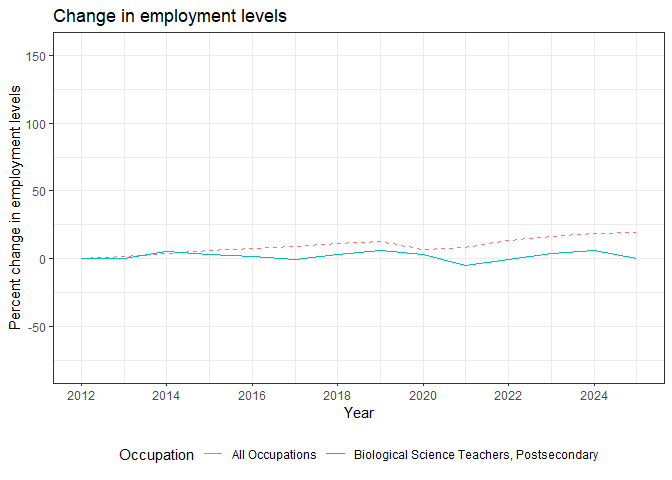 Change in employment levels
Percent change in employment levels
150
100
50
0
-50
2012 2014 2016 2018 2020 2022 2024
Year
Occupation All Occupations Biological Science Teachers, Postsecondary